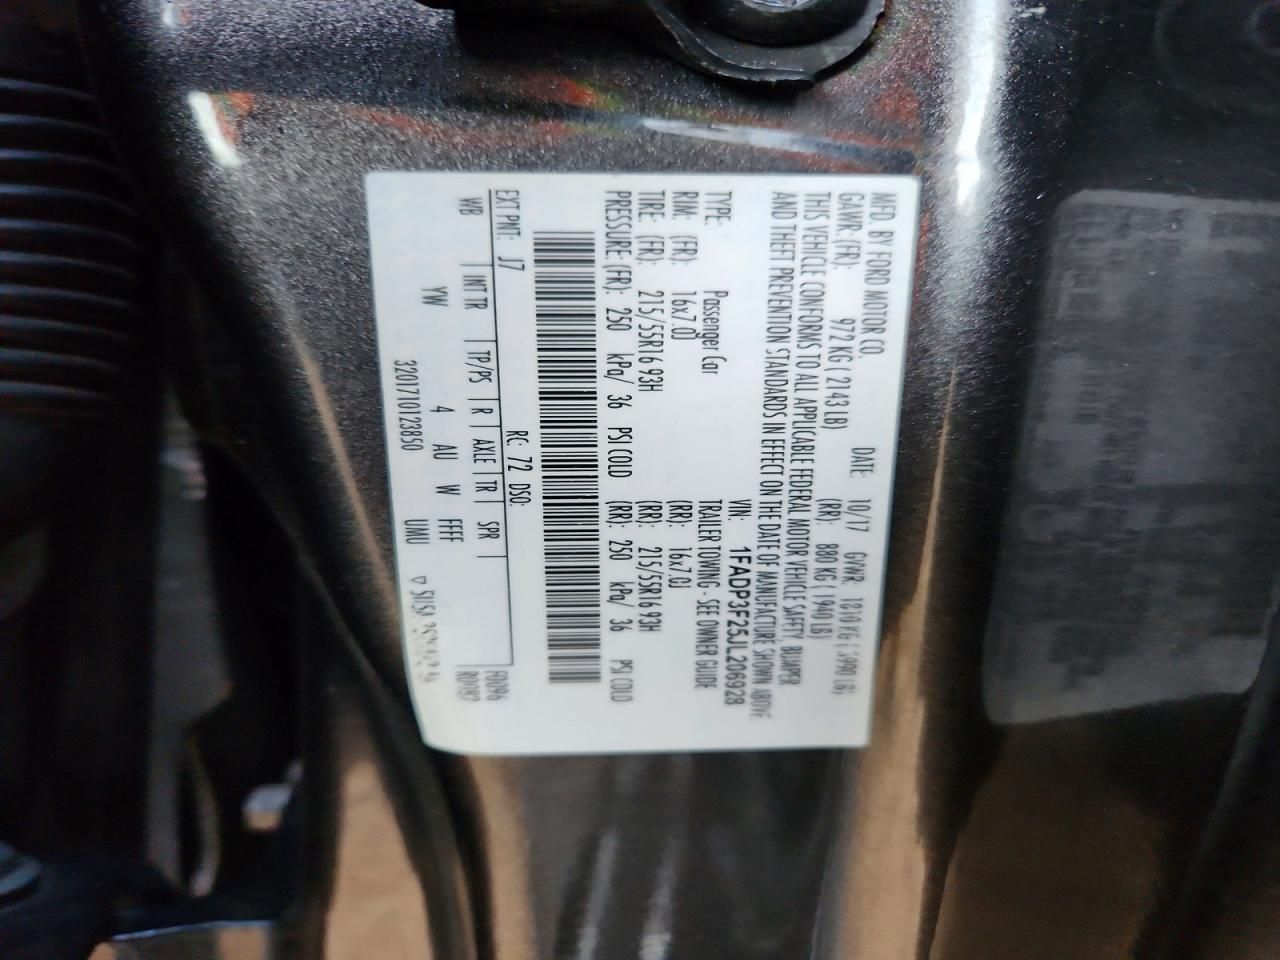 MFD. BY FORD MOTOR CO.
DATE: 10/17 GVWR: 1810 KG
GAWR: (FR): 972 KG ( 2143 LB) (RR): 880 KG ( 1940 LB)
THIS VEHICLE CONFORMS TO ALL APPLICABLE FEDERAL MOTOR VEHICLE SAFETY BUMPER
AND THEFT PREVENTION STANDARDS IN EFFECT ON THE DATE OF MANUFACTURE SHOWN ABOVE.
VIN: 1FADP3F25JL206928
TYPE: Passenger Car TRAILER TOWING - SEE OWNER GUIDE
RIM: (FR): 16x7.0J (RR): 16x7.0J
TIRE: (FR): 215/55R16 93H (RR): 215/55R16 93H
PRESSURE (FR): 250 kPa/ 36 PSI COLD (RR): 250 kPa/ 36 PSI COLD
RC: 72 DSO:
EXT PNT: J7
WB INT TR TP/PS R AXLE TR SPR
YW 4 AU W FFFF
3201710123850 UMU